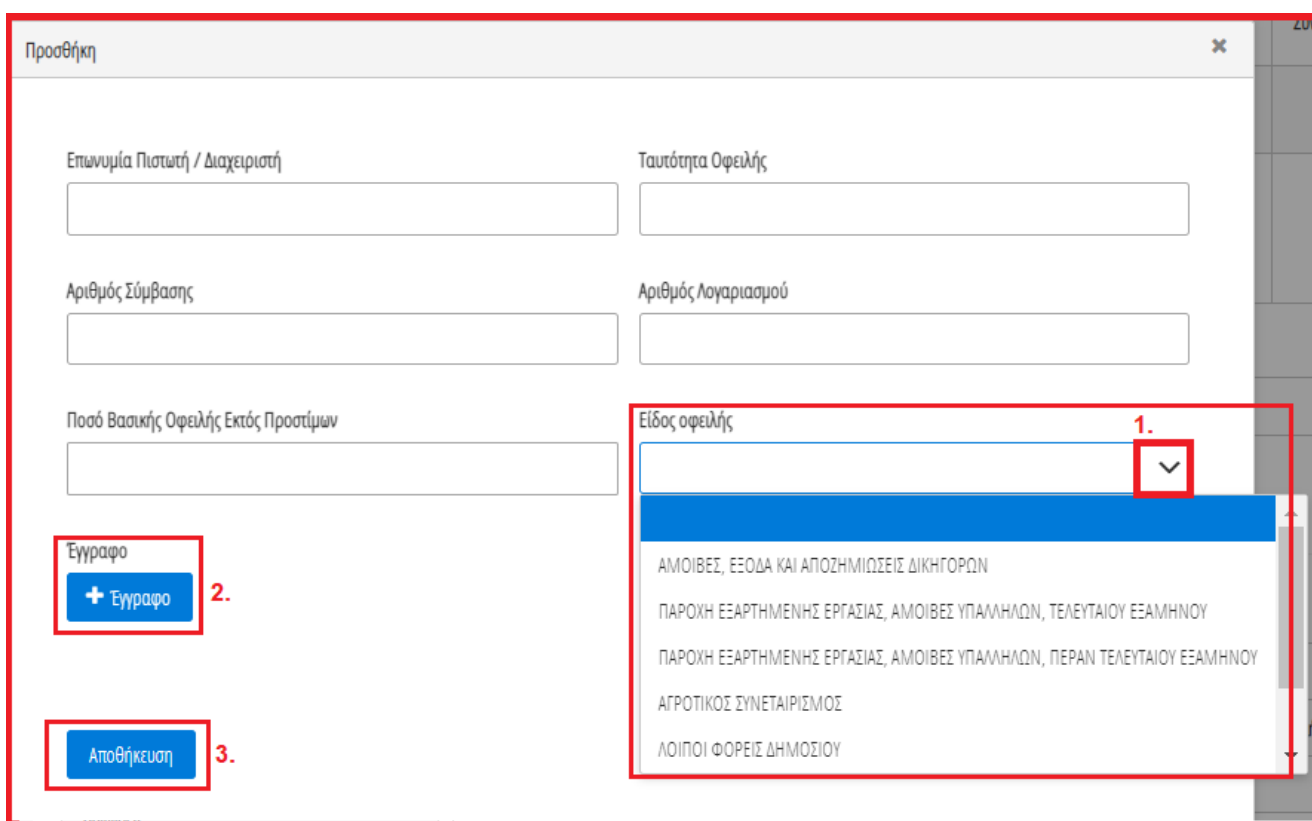 Προσθήκη
Επωνυμία Πιστωτή / Διαχειριστή
Ταυτότητα Οφειλής
Αριθμός Σύμβασης
Αριθμός Λογαριασμού
Ποσό Βασικής Οφειλής Εκτός Προστίμων
Είδος οφειλής
1.
Έγγραφο
+ Έγγραφο
2.
ΑΜΟΙΒΕΣ, ΕΞΟΔΑ ΚΑΙ ΑΠΟΖΗΜΙΩΣΕΙΣ ΔΙΚΗΓΟΡΩΝ
ΠΑΡΟΧΗ ΕΞΑΡΤΗΜΕΝΗΣ ΕΡΓΑΣΙΑΣ, ΑΜΟΙΒΕΣ ΥΠΑΛΛΗΛΩΝ, ΤΕΛΕΥΤΑΙΟΥ ΕΞΑΜΗΝΟΥ
ΠΑΡΟΧΗ ΕΞΑΡΤΗΜΕΝΗΣ ΕΡΓΑΣΙΑΣ, ΑΜΟΙΒΕΣ ΥΠΑΛΛΗΛΩΝ, ΠΕΡΑΝ ΤΕΛΕΥΤΑΙΟΥ ΕΞΑΜΗΝΟΥ
ΑΓΡΟΤΙΚΟΣ ΣΥΝΕΤΑΙΡΙΣΜΟΣ
ΛΟΙΠΟΙ ΦΟΡΕΙΣ ΔΗΜΟΣΙΟΥ
Αποθήκευση
3.